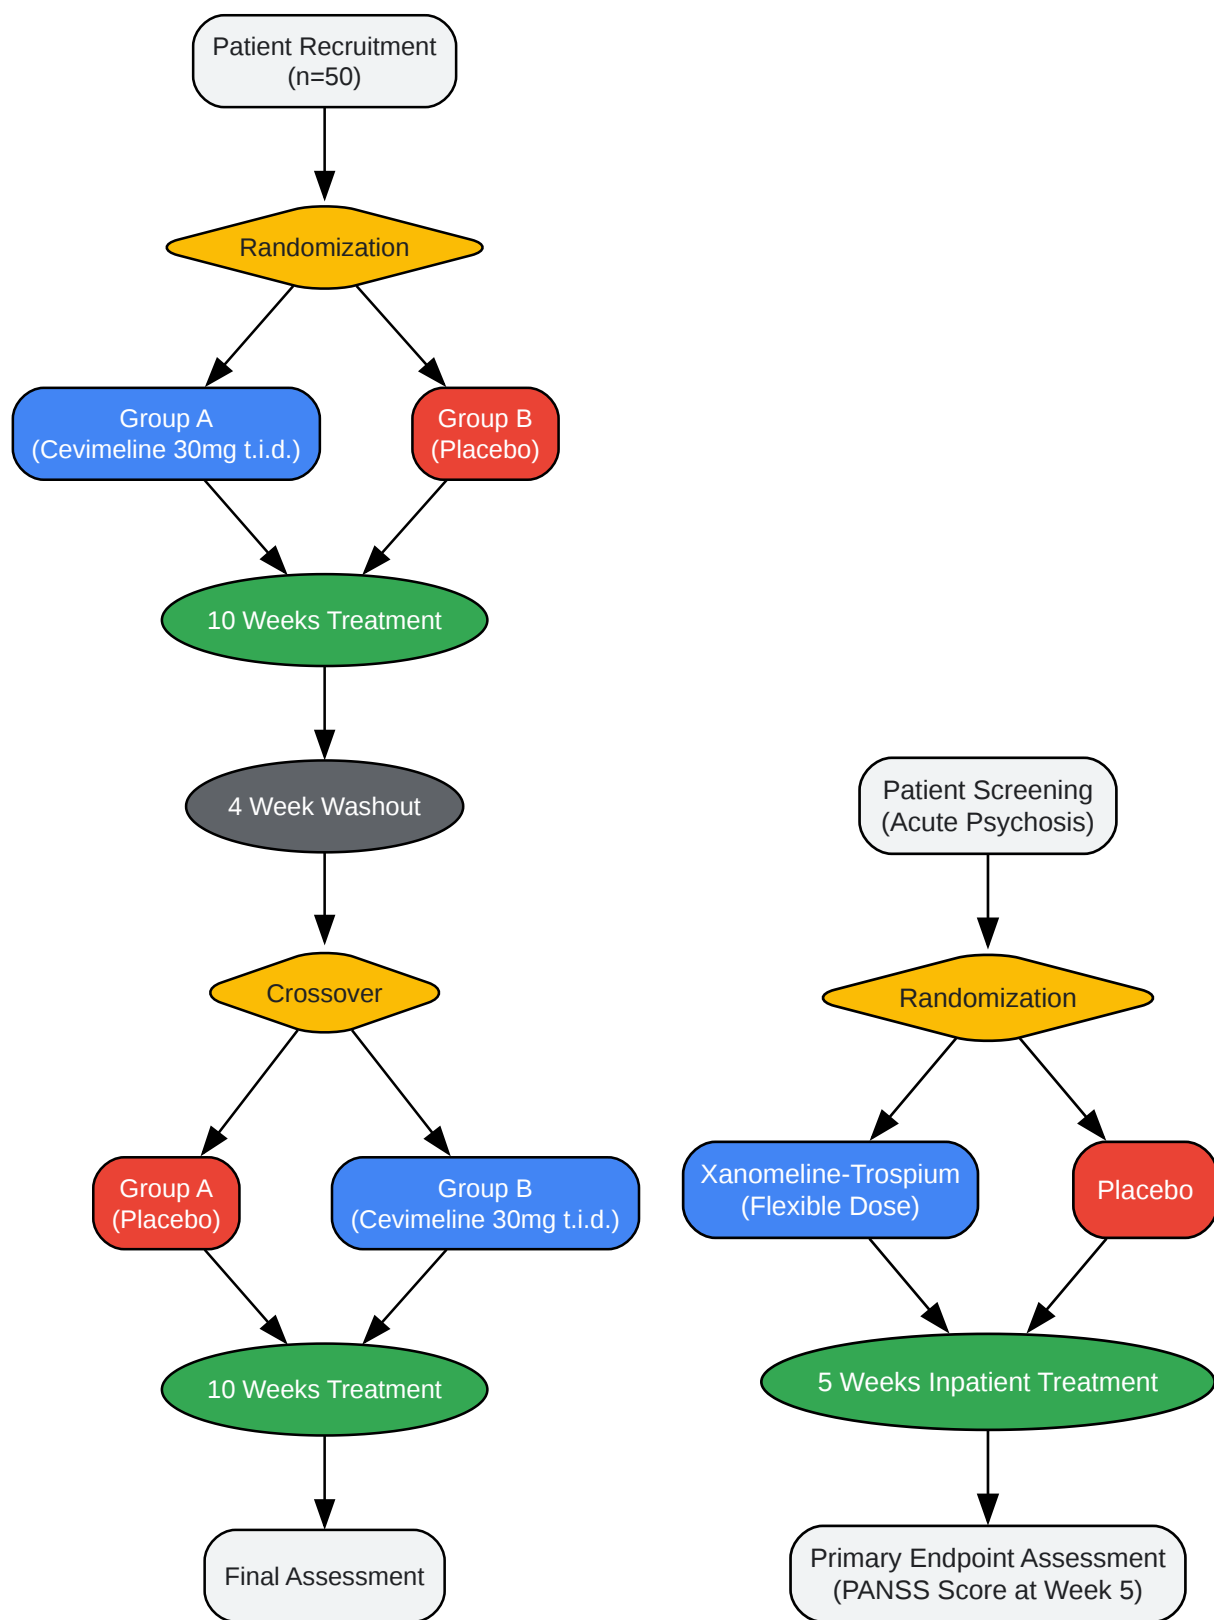 Patient Recruitment
(n=50)
Randomization
Group A
(Cevimeline 30mg t.i.d.)
Group B
(Placebo)
10 Weeks Treatment
4 Week Washout
Crossover
Group A
(Placebo)
Group B
(Cevimeline 30mg t.i.d.)
10 Weeks Treatment
Final Assessment
Patient Screening
(Acute Psychosis)
Randomization
Xanomeline-Trospium
(Flexible Dose)
Placebo
5 Weeks Inpatient Treatment
Primary Endpoint Assessment
(PANSS Score at Week 5)